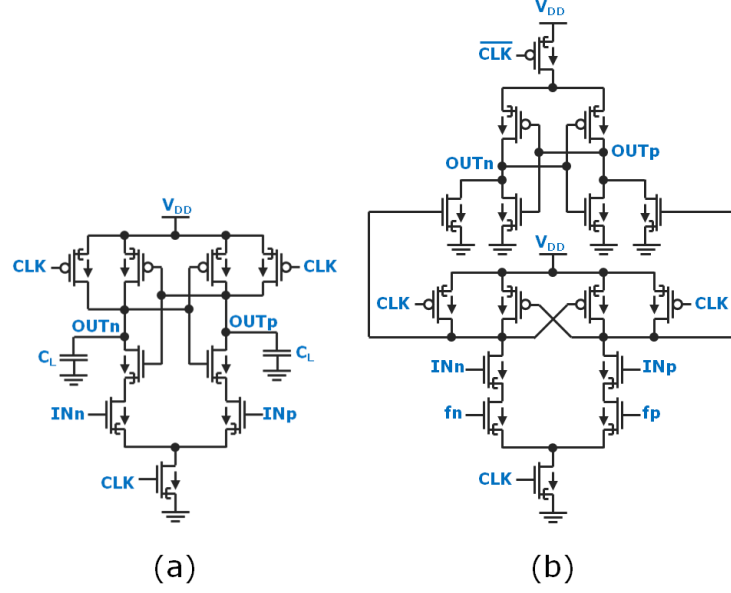 V_DD
CLK̅
OUTn
OUTp
V_DD
CLK
CLK
OUTn
OUTp
C_L
C_L
INn
INp
CLK
V_DD
CLK
CLK
INn
INp
fn
fp
CLK
(a)
(b)